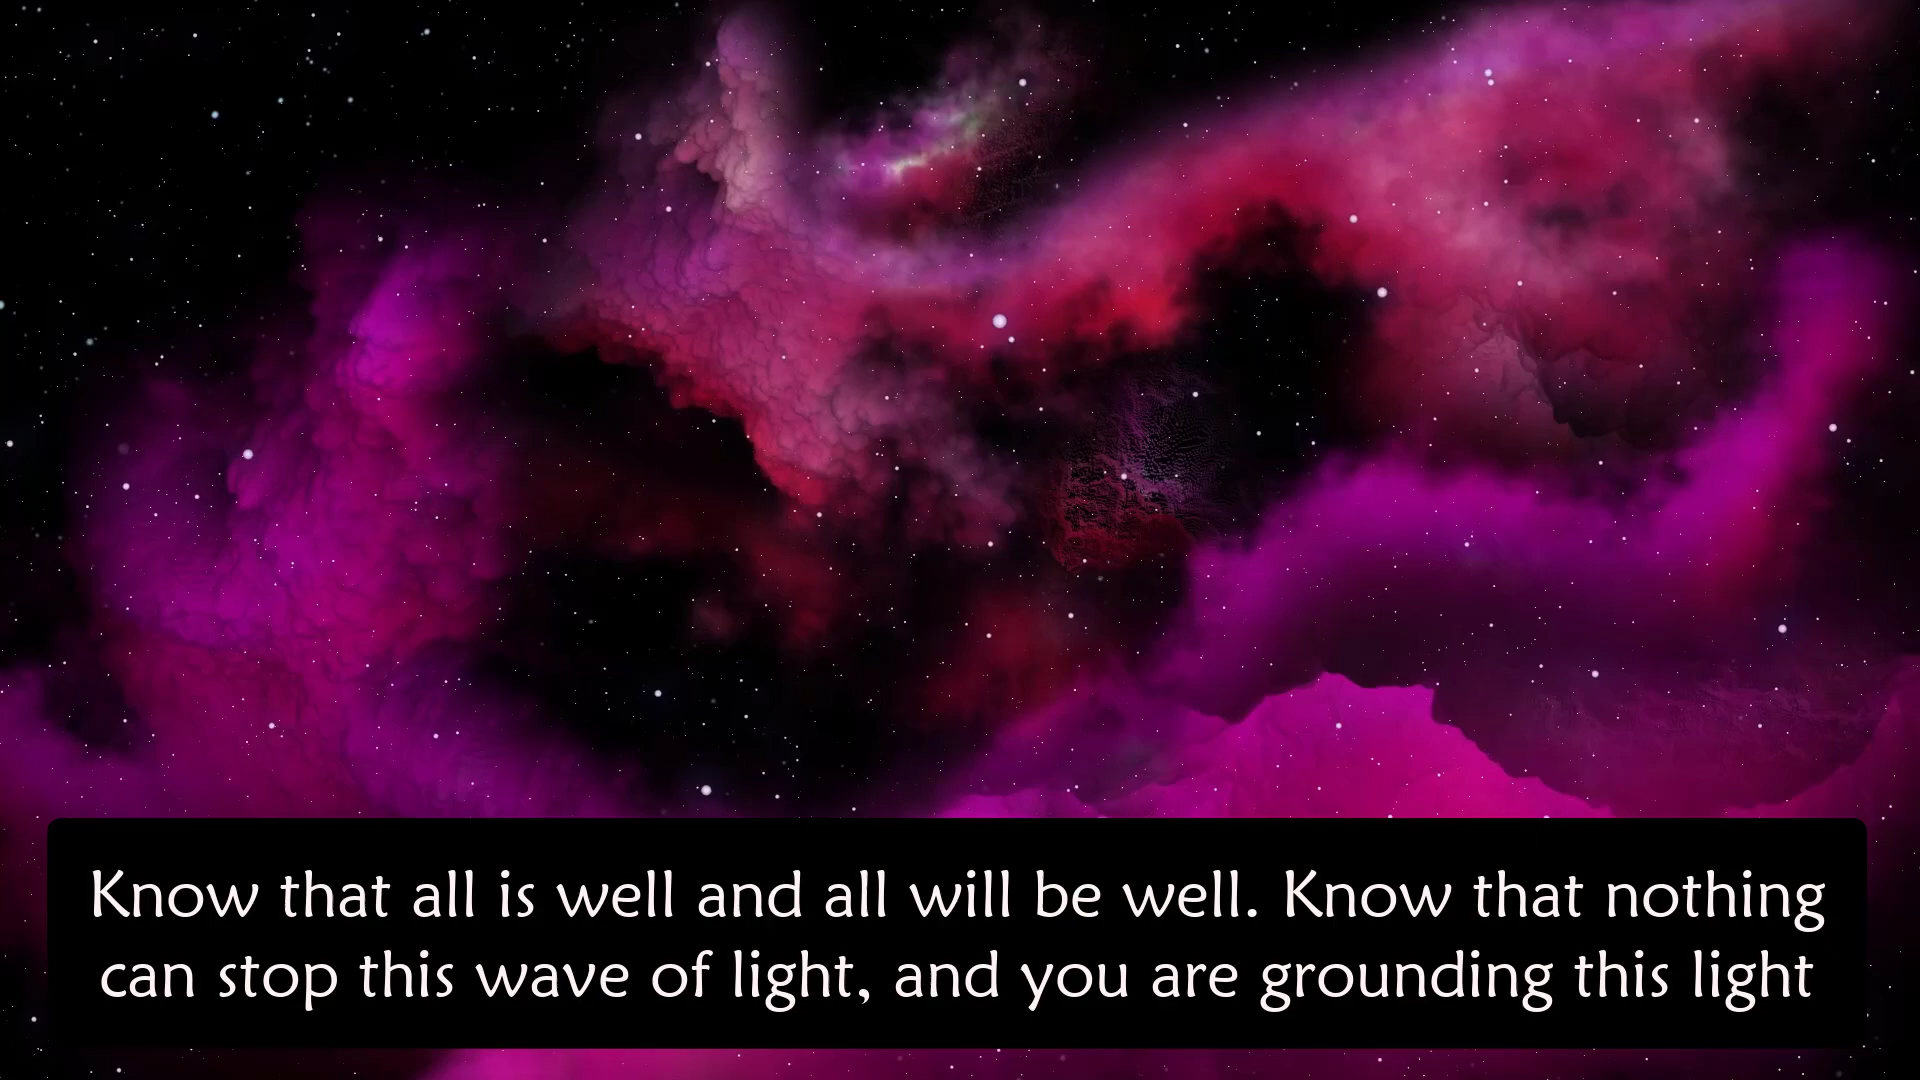 Know that all is well and all will be well. Know that nothing
can stop this wave of light, and you are grounding this light